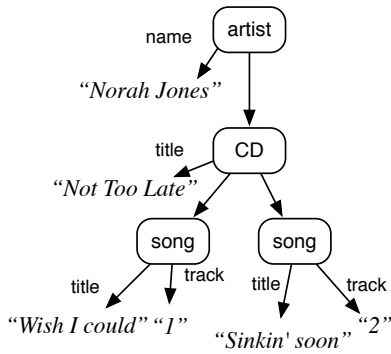 name
artist
“Norah Jones”
title
CD
“Not Too Late”
song
song
title
track
title
track
“Wish I could” “1”
“Sinkin' soon”
“2”